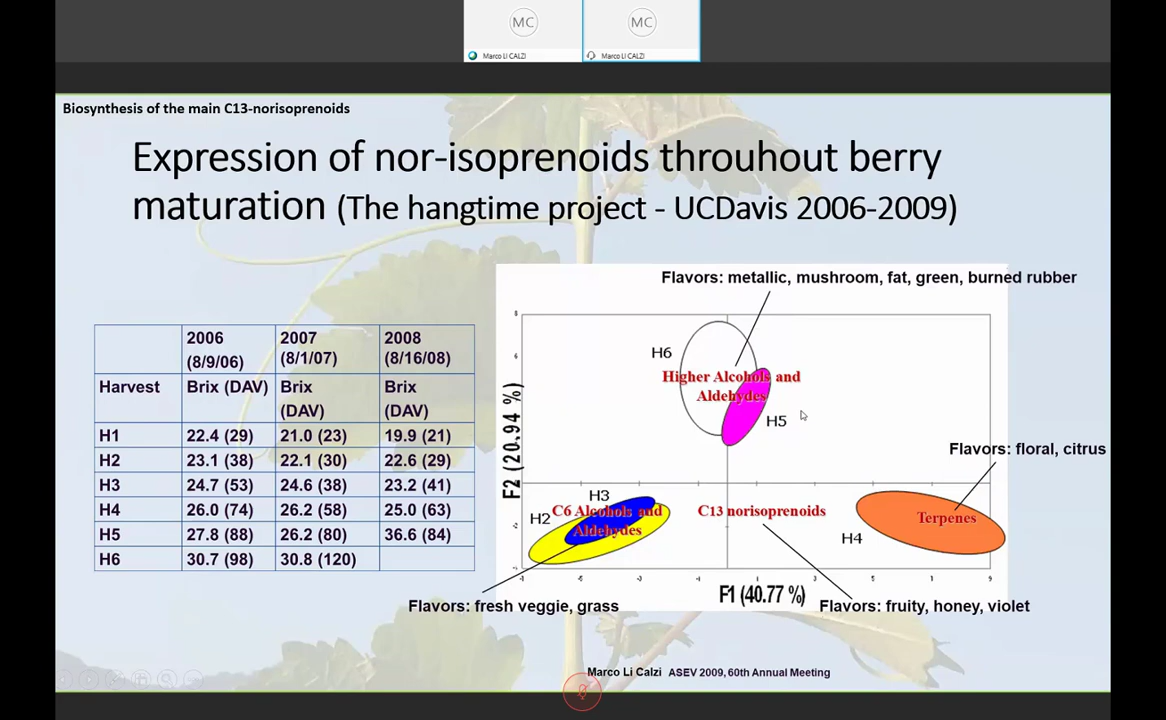 MC
MC
Marco LI CALZI
Marco LI CALZI
Biosynthesis of the main C13-norisoprenoids
Expression of nor-isoprenoids throuhout berry
maturation (The hangtime project - UCDavis 2006-2009)
Flavors: metallic, mushroom, fat, green, burned rubber
2006 (8/9/06) 2007 (8/1/07) 2008 (8/16/08)
Harvest Brix (DAV) Brix (DAV) Brix (DAV)
H1 22.4 (29) 21.0 (23) 19.9 (21)
H2 23.1 (38) 22.1 (30) 22.6 (29)
H3 24.7 (53) 24.6 (38) 23.2 (41)
H4 26.0 (74) 26.2 (58) 25.0 (63)
H5 27.8 (88) 26.2 (80) 36.6 (84)
H6 30.7 (98) 30.8 (120)
F2 (20.94 %)
H6
Higher Alcohols and
Aldehydes
H5
Flavors: floral, citrus
H3
H2
C6 Alcohols and
Aldehydes
C13 norisoprenoids
Terpenes
H4
F1 (40.77 %)
Flavors: fresh veggie, grass
Flavors: fruity, honey, violet
Marco Li Calzi ASEV 2009, 60th Annual Meeting